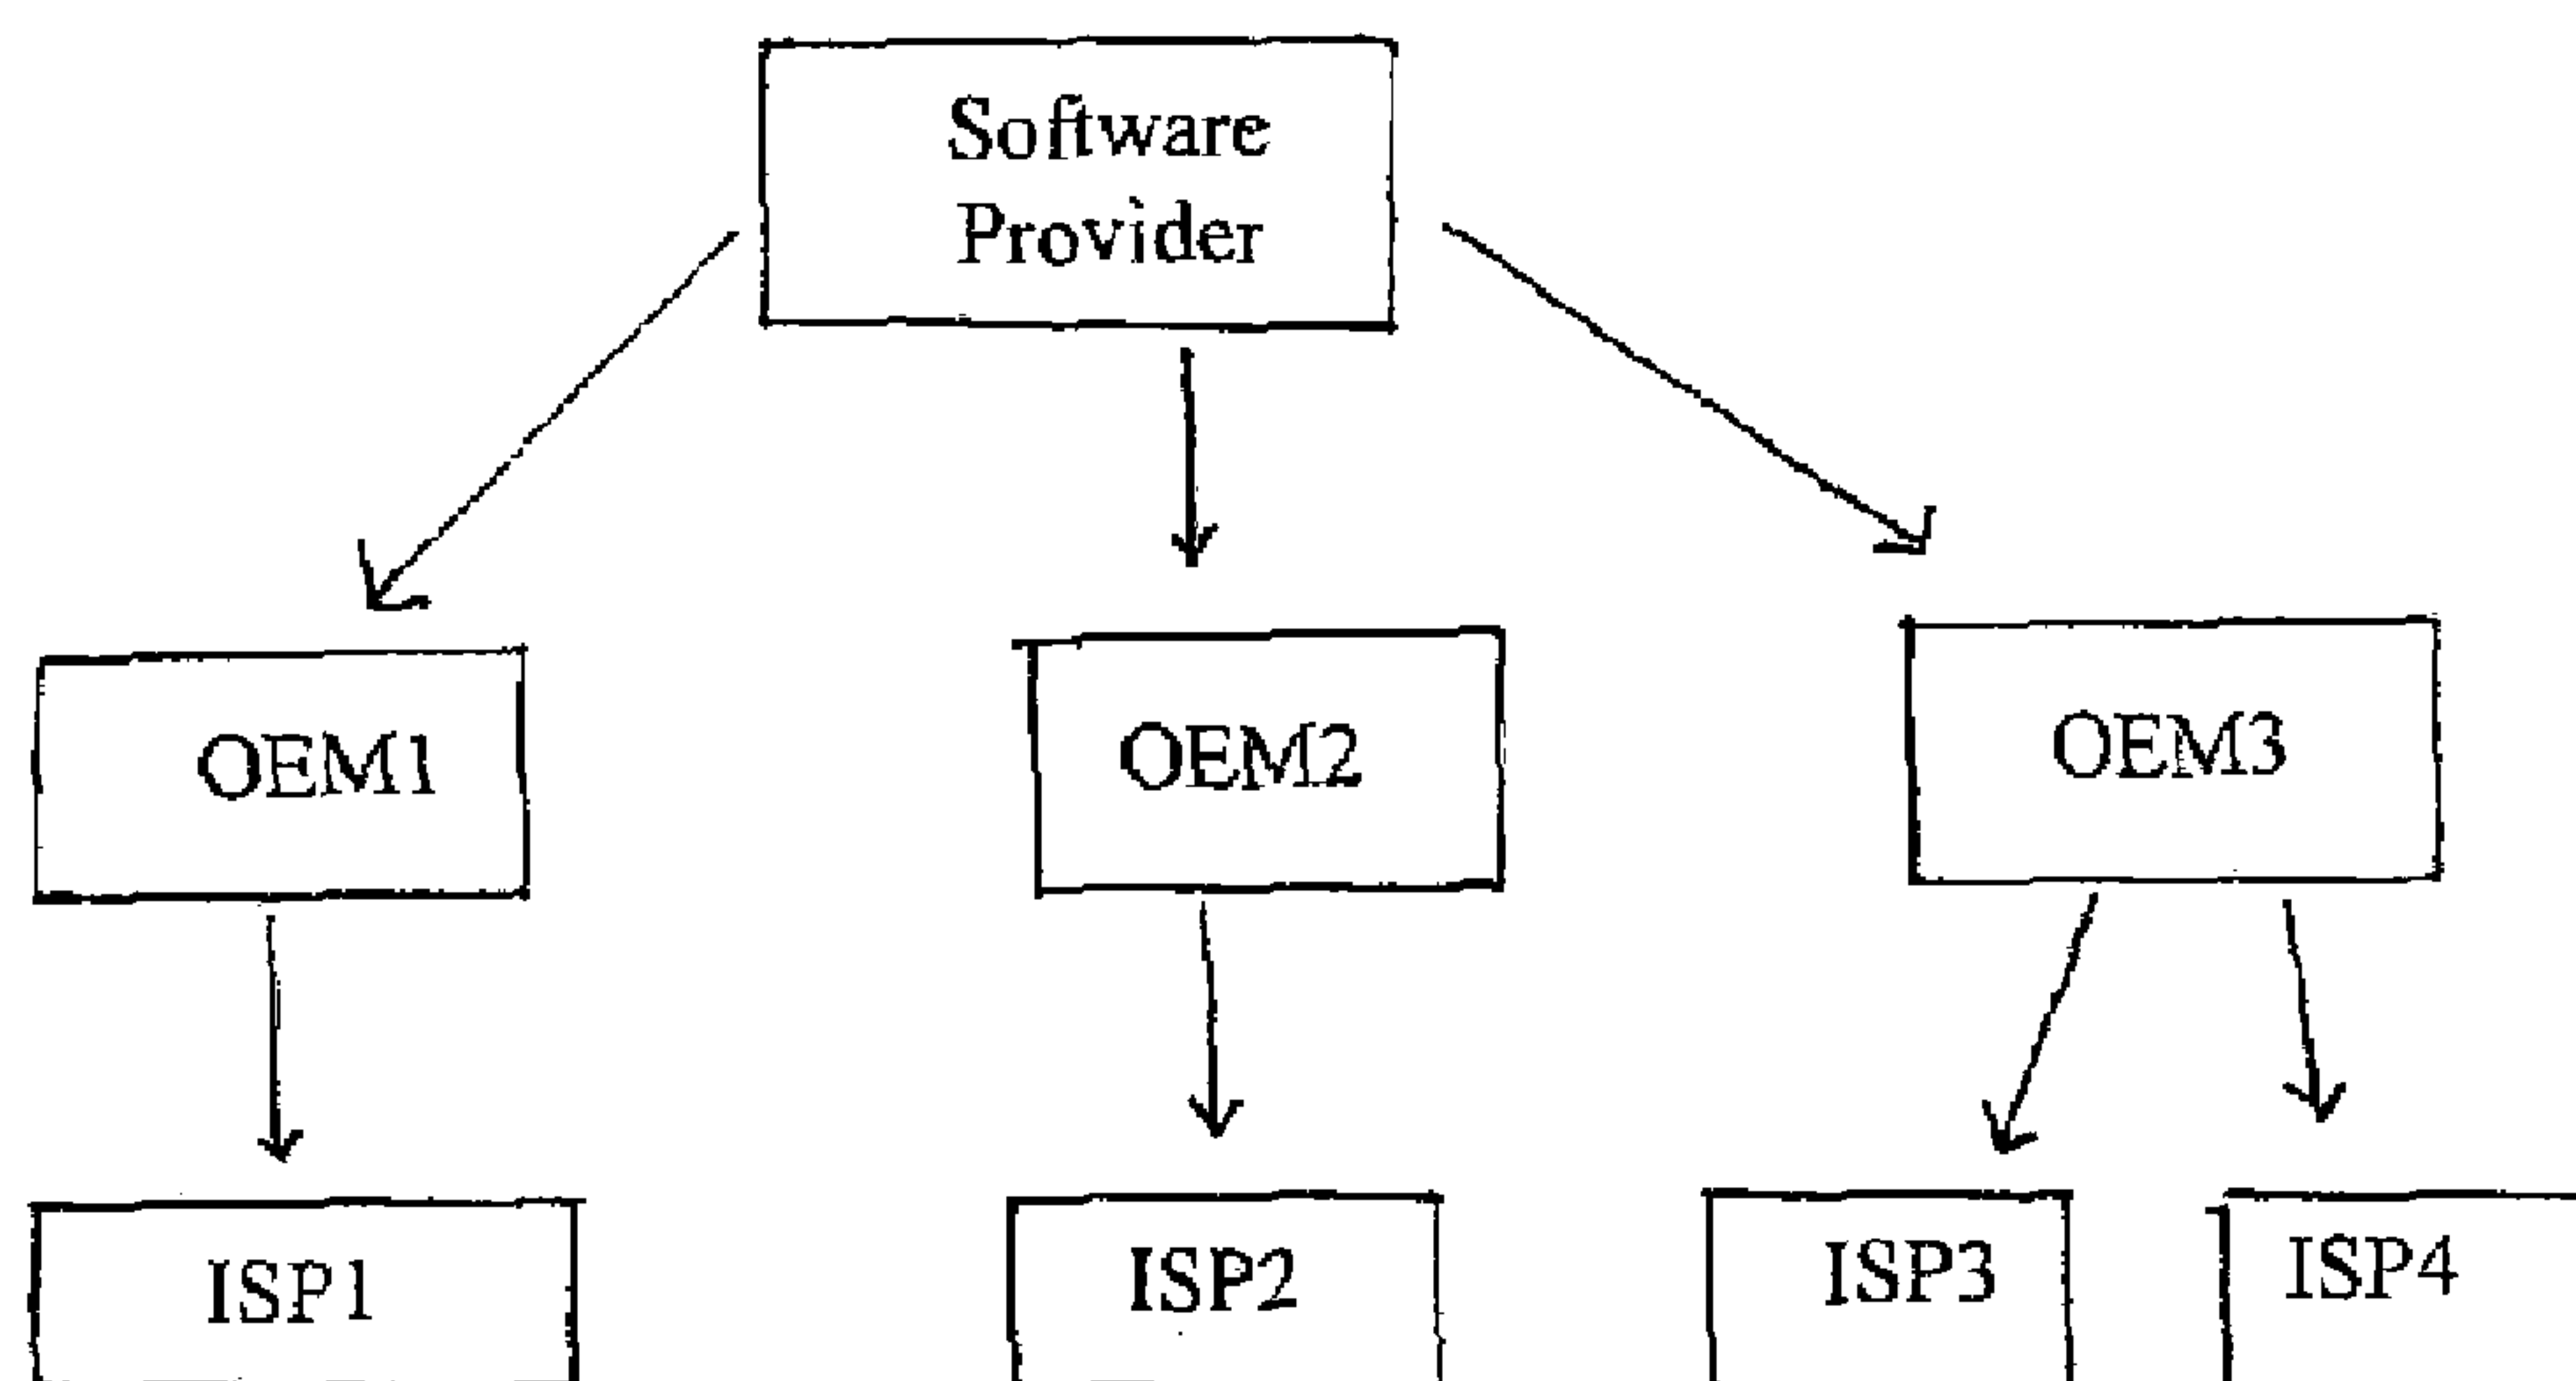 Software
Provider
OEM1
OEM2
OEM3
ISP1
ISP2
ISP3
ISP4